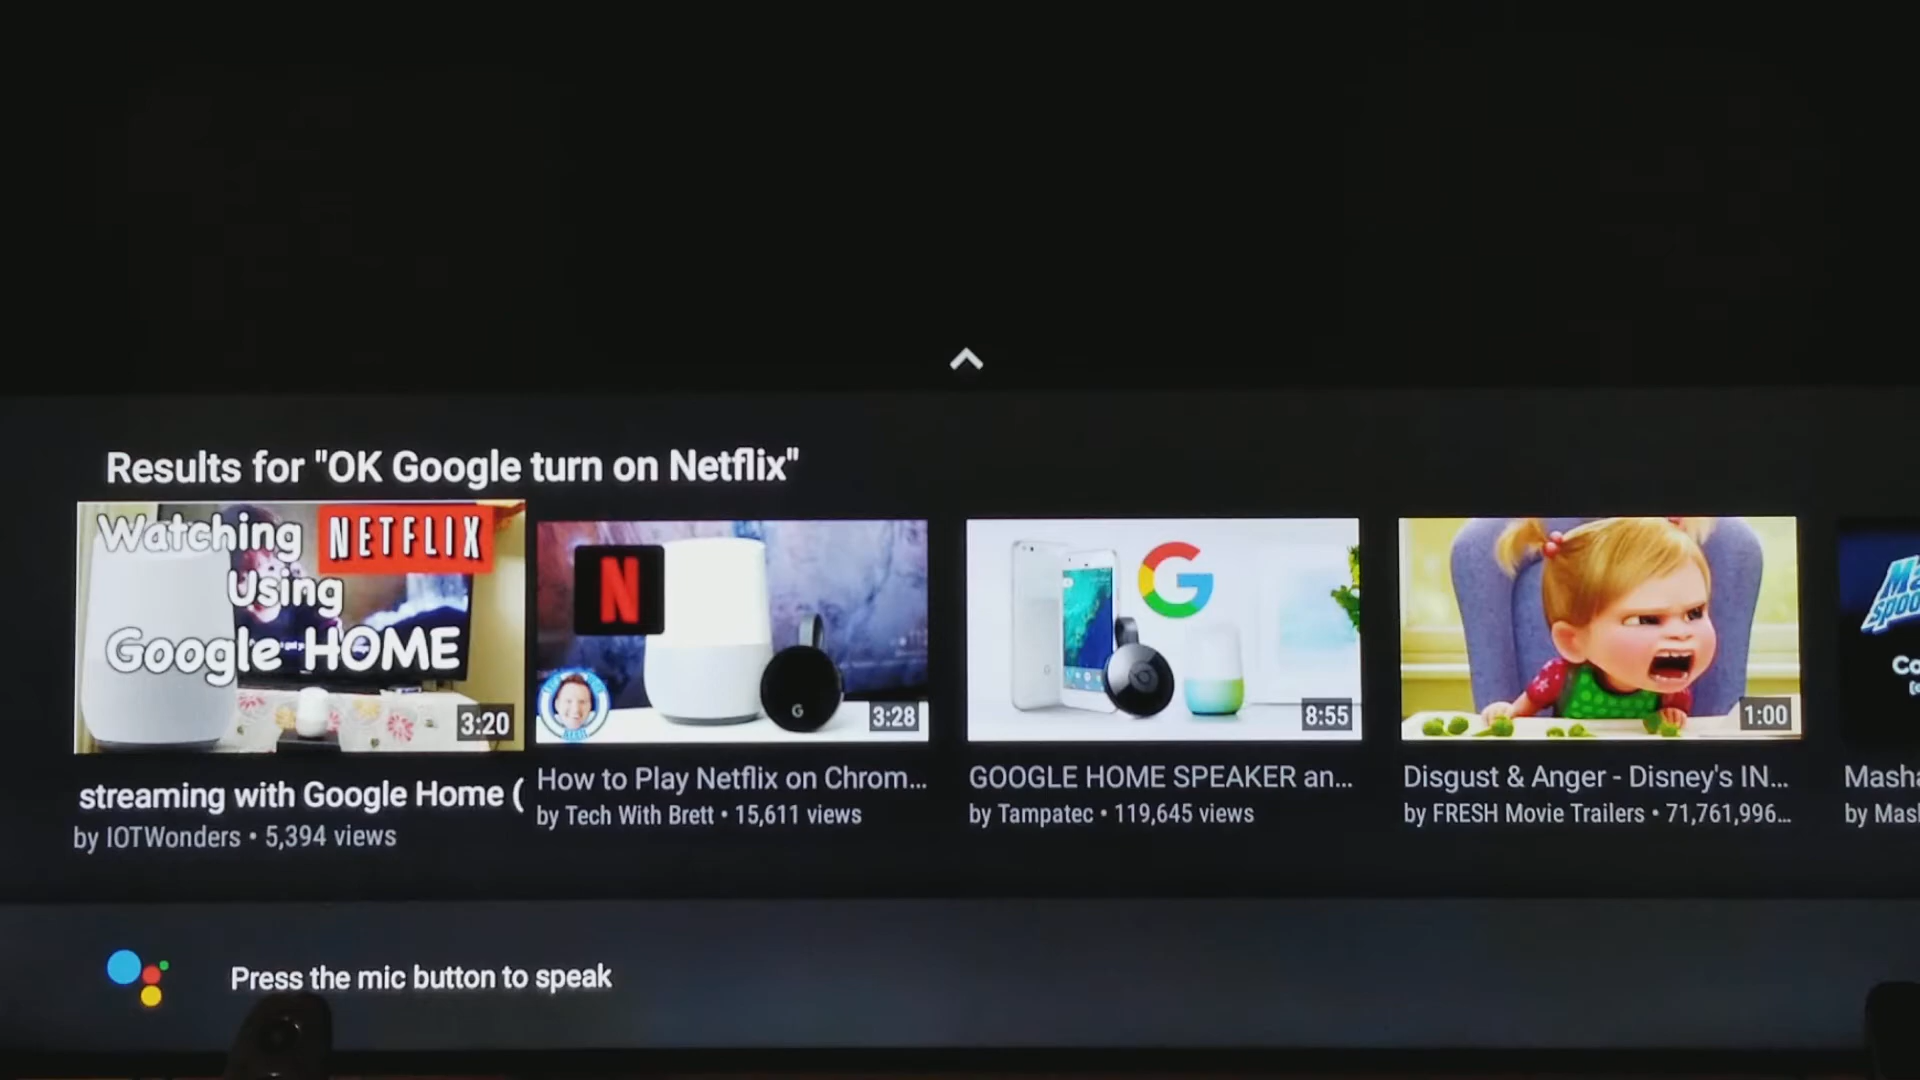 Results for "OK Google turn on Netflix"
Watching NETFLIX
Using
Google HOME
3:20
N
3:28
G
G
8:55
1:00
streaming with Google Home (
by IOTWonders • 5,394 views
How to Play Netflix on Chrom...
by Tech With Brett • 15,611 views
GOOGLE HOME SPEAKER an...
by Tampatec • 119,645 views
Disgust & Anger - Disney's IN...
by FRESH Movie Trailers • 71,761,996...
Masha
by Mash
Press the mic button to speak